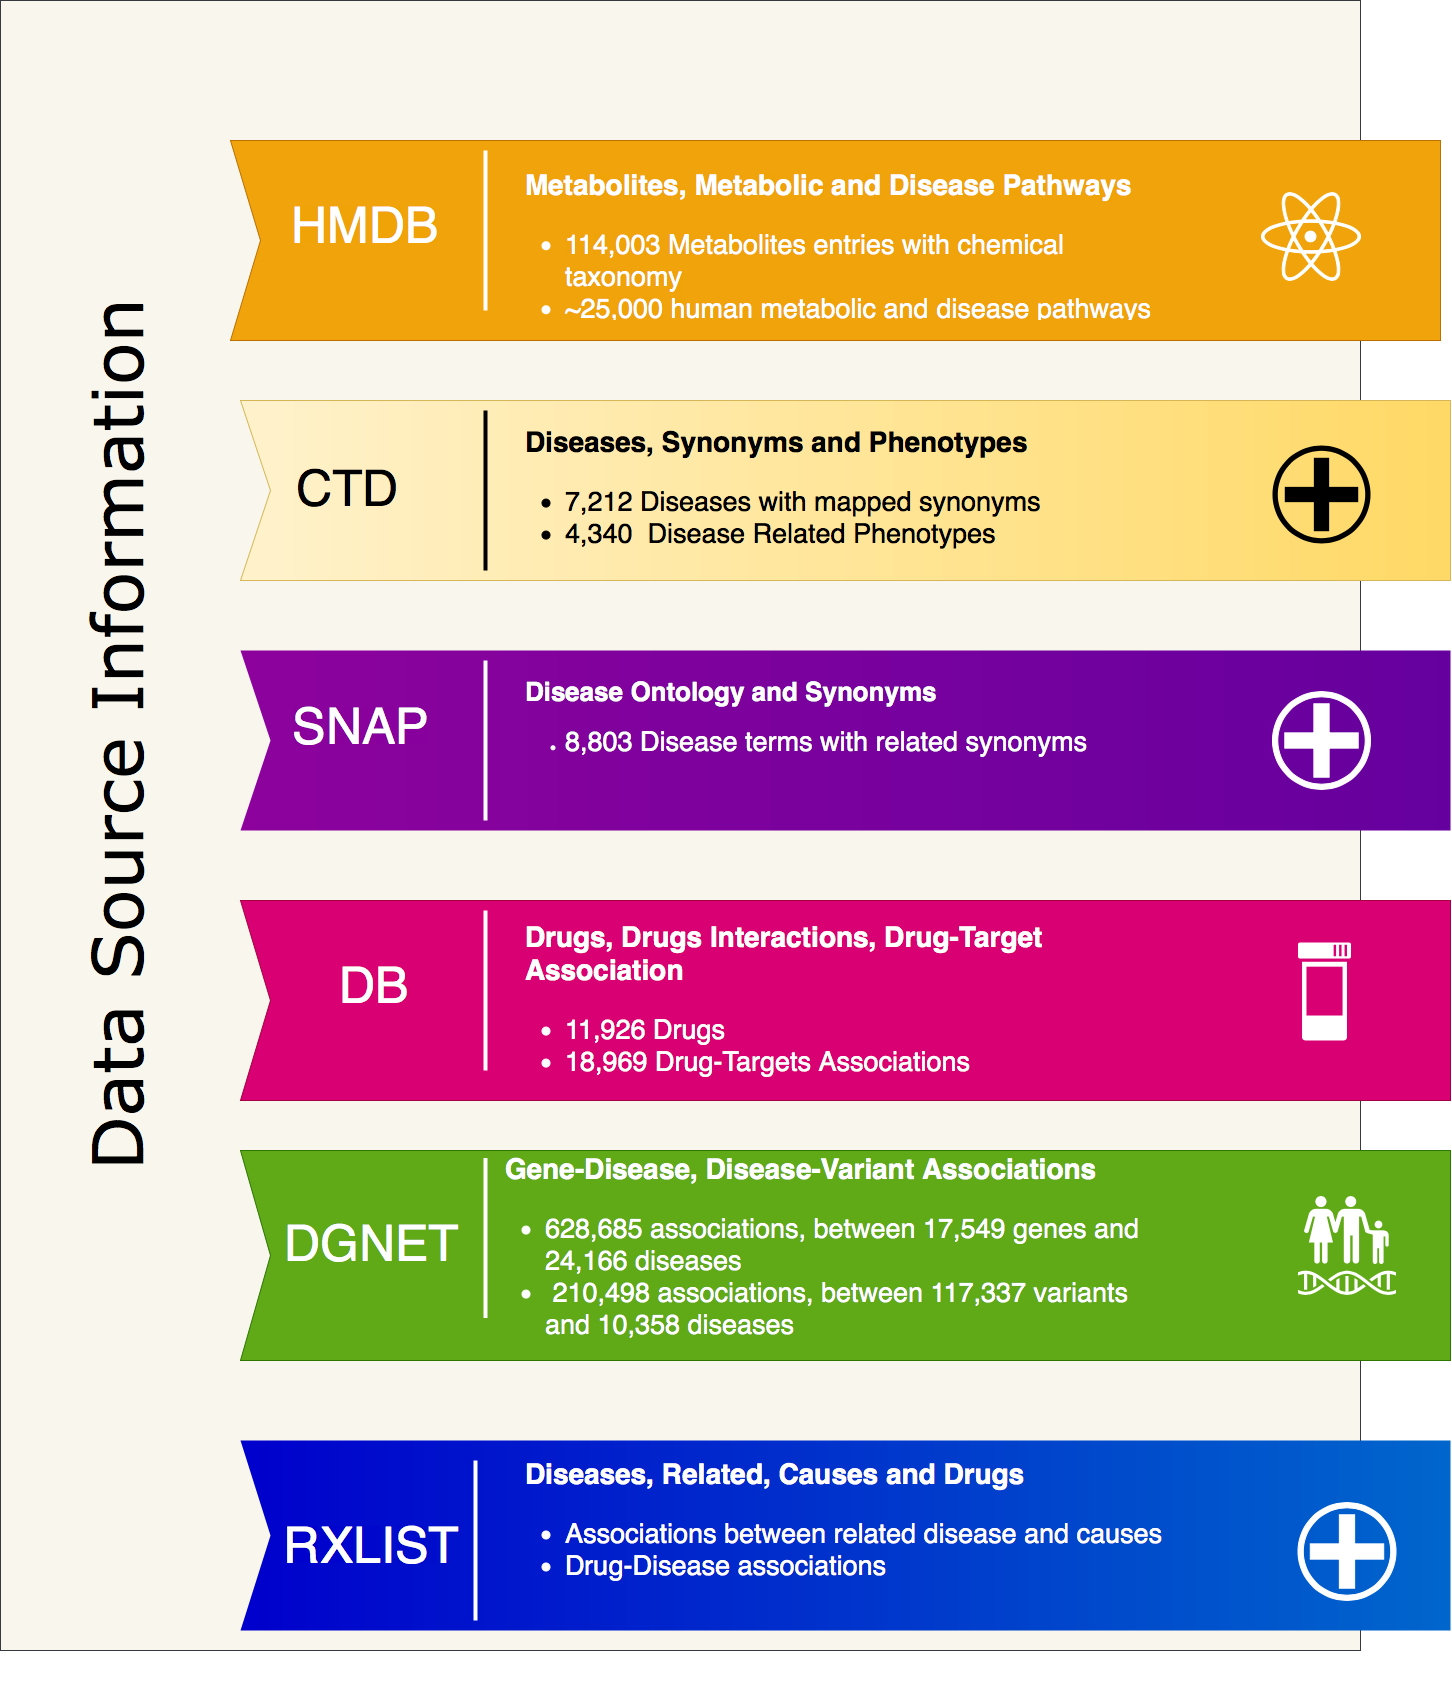 Data Source Information
HMDB
Metabolites, Metabolic and Disease Pathways
• 114,003 Metabolites entries with chemical
taxonomy
• ~25,000 human metabolic and disease pathways
CTD
Diseases, Synonyms and Phenotypes
• 7,212 Diseases with mapped synonyms
• 4,340  Disease Related Phenotypes
SNAP
Disease Ontology and Synonyms
• 8,803 Disease terms with related synonyms
DB
Drugs, Drugs Interactions, Drug-Target
Association
• 11,926 Drugs
• 18,969 Drug-Targets Associations
DGNET
Gene-Disease, Disease-Variant Associations
• 628,685 associations, between 17,549 genes and
24,166 diseases
• 210,498 associations, between 117,337 variants
and 10,358 diseases
RXLIST
Diseases, Related, Causes and Drugs
• Associations between related disease and causes
• Drug-Disease associations